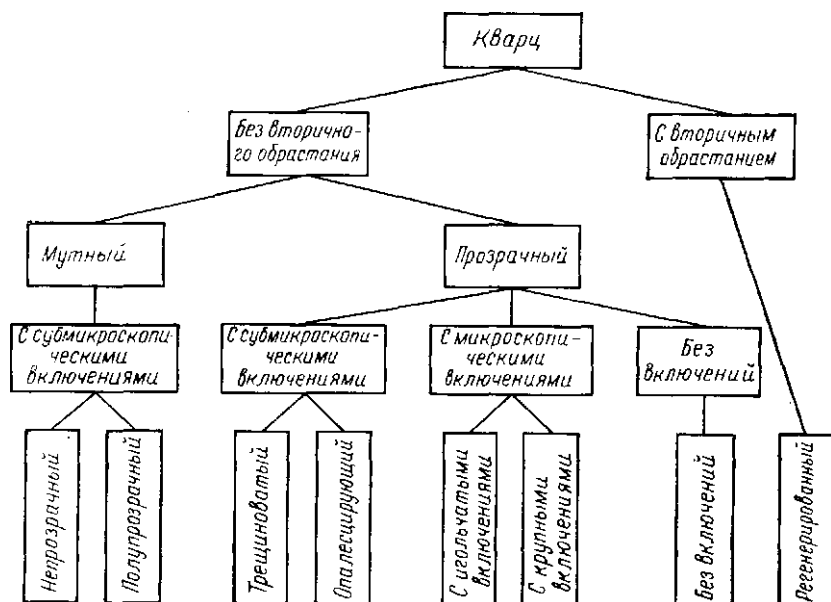 Кварц
Без вторично-
го обрастания
С вторичным
обрастанием
Мутный
Прозрачный
С субмикроскопи-
ческими
включениями
С субмикроскопи-
ческими
включениями
С микроскопи-
ческими
включениями
Без
включений
Непрозрачный
Полупрозрачный
Трещиноватый
Опалесцирующий
С игольчатыми
включениями
С крупными
включениями
Без включений
Регенерированный